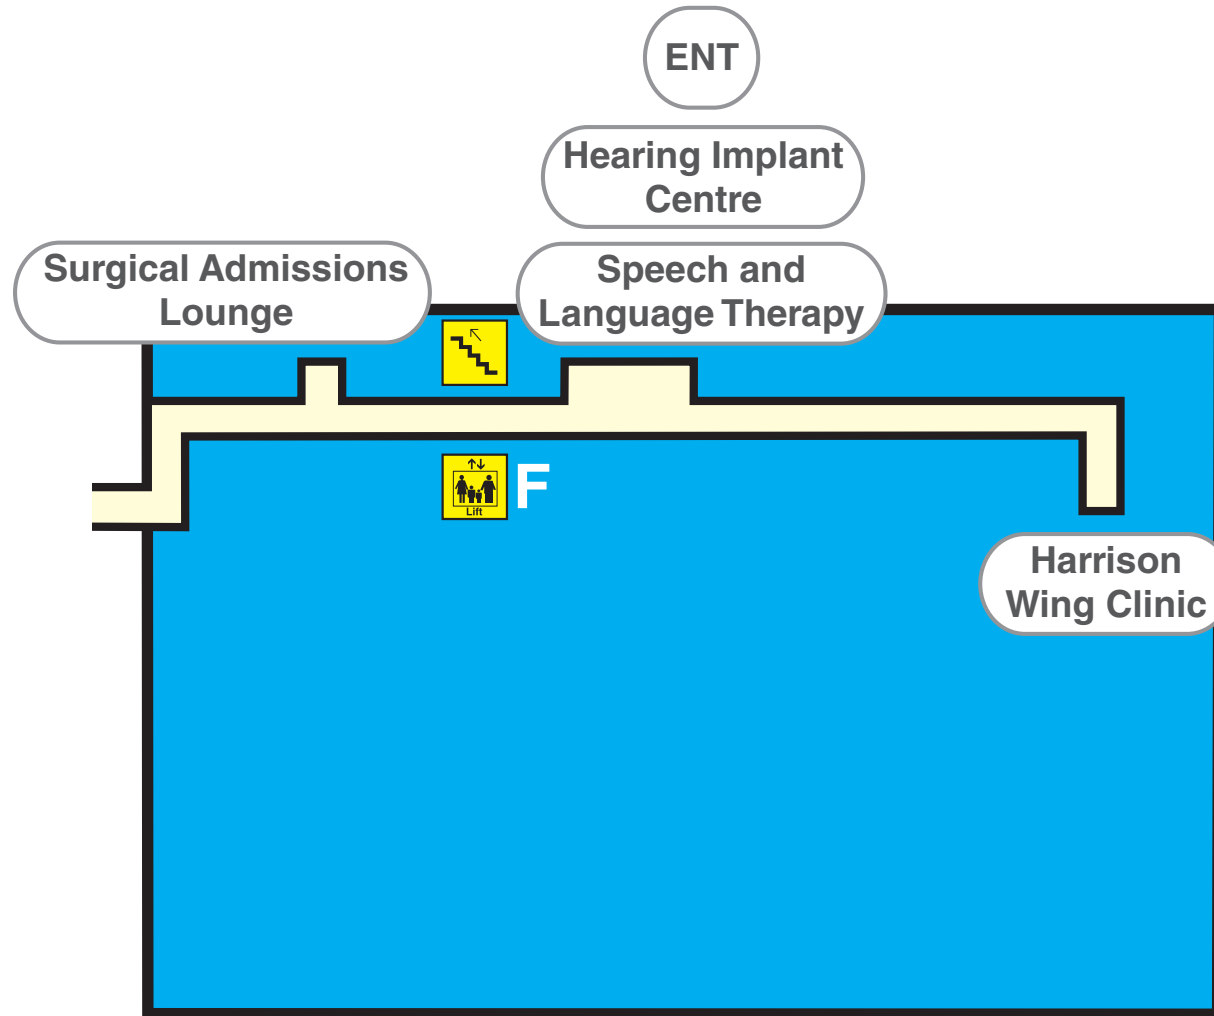 ENT
Hearing Implant
Centre
Surgical Admissions
Lounge
Speech and
Language Therapy
Lift
F
Harrison
Wing Clinic